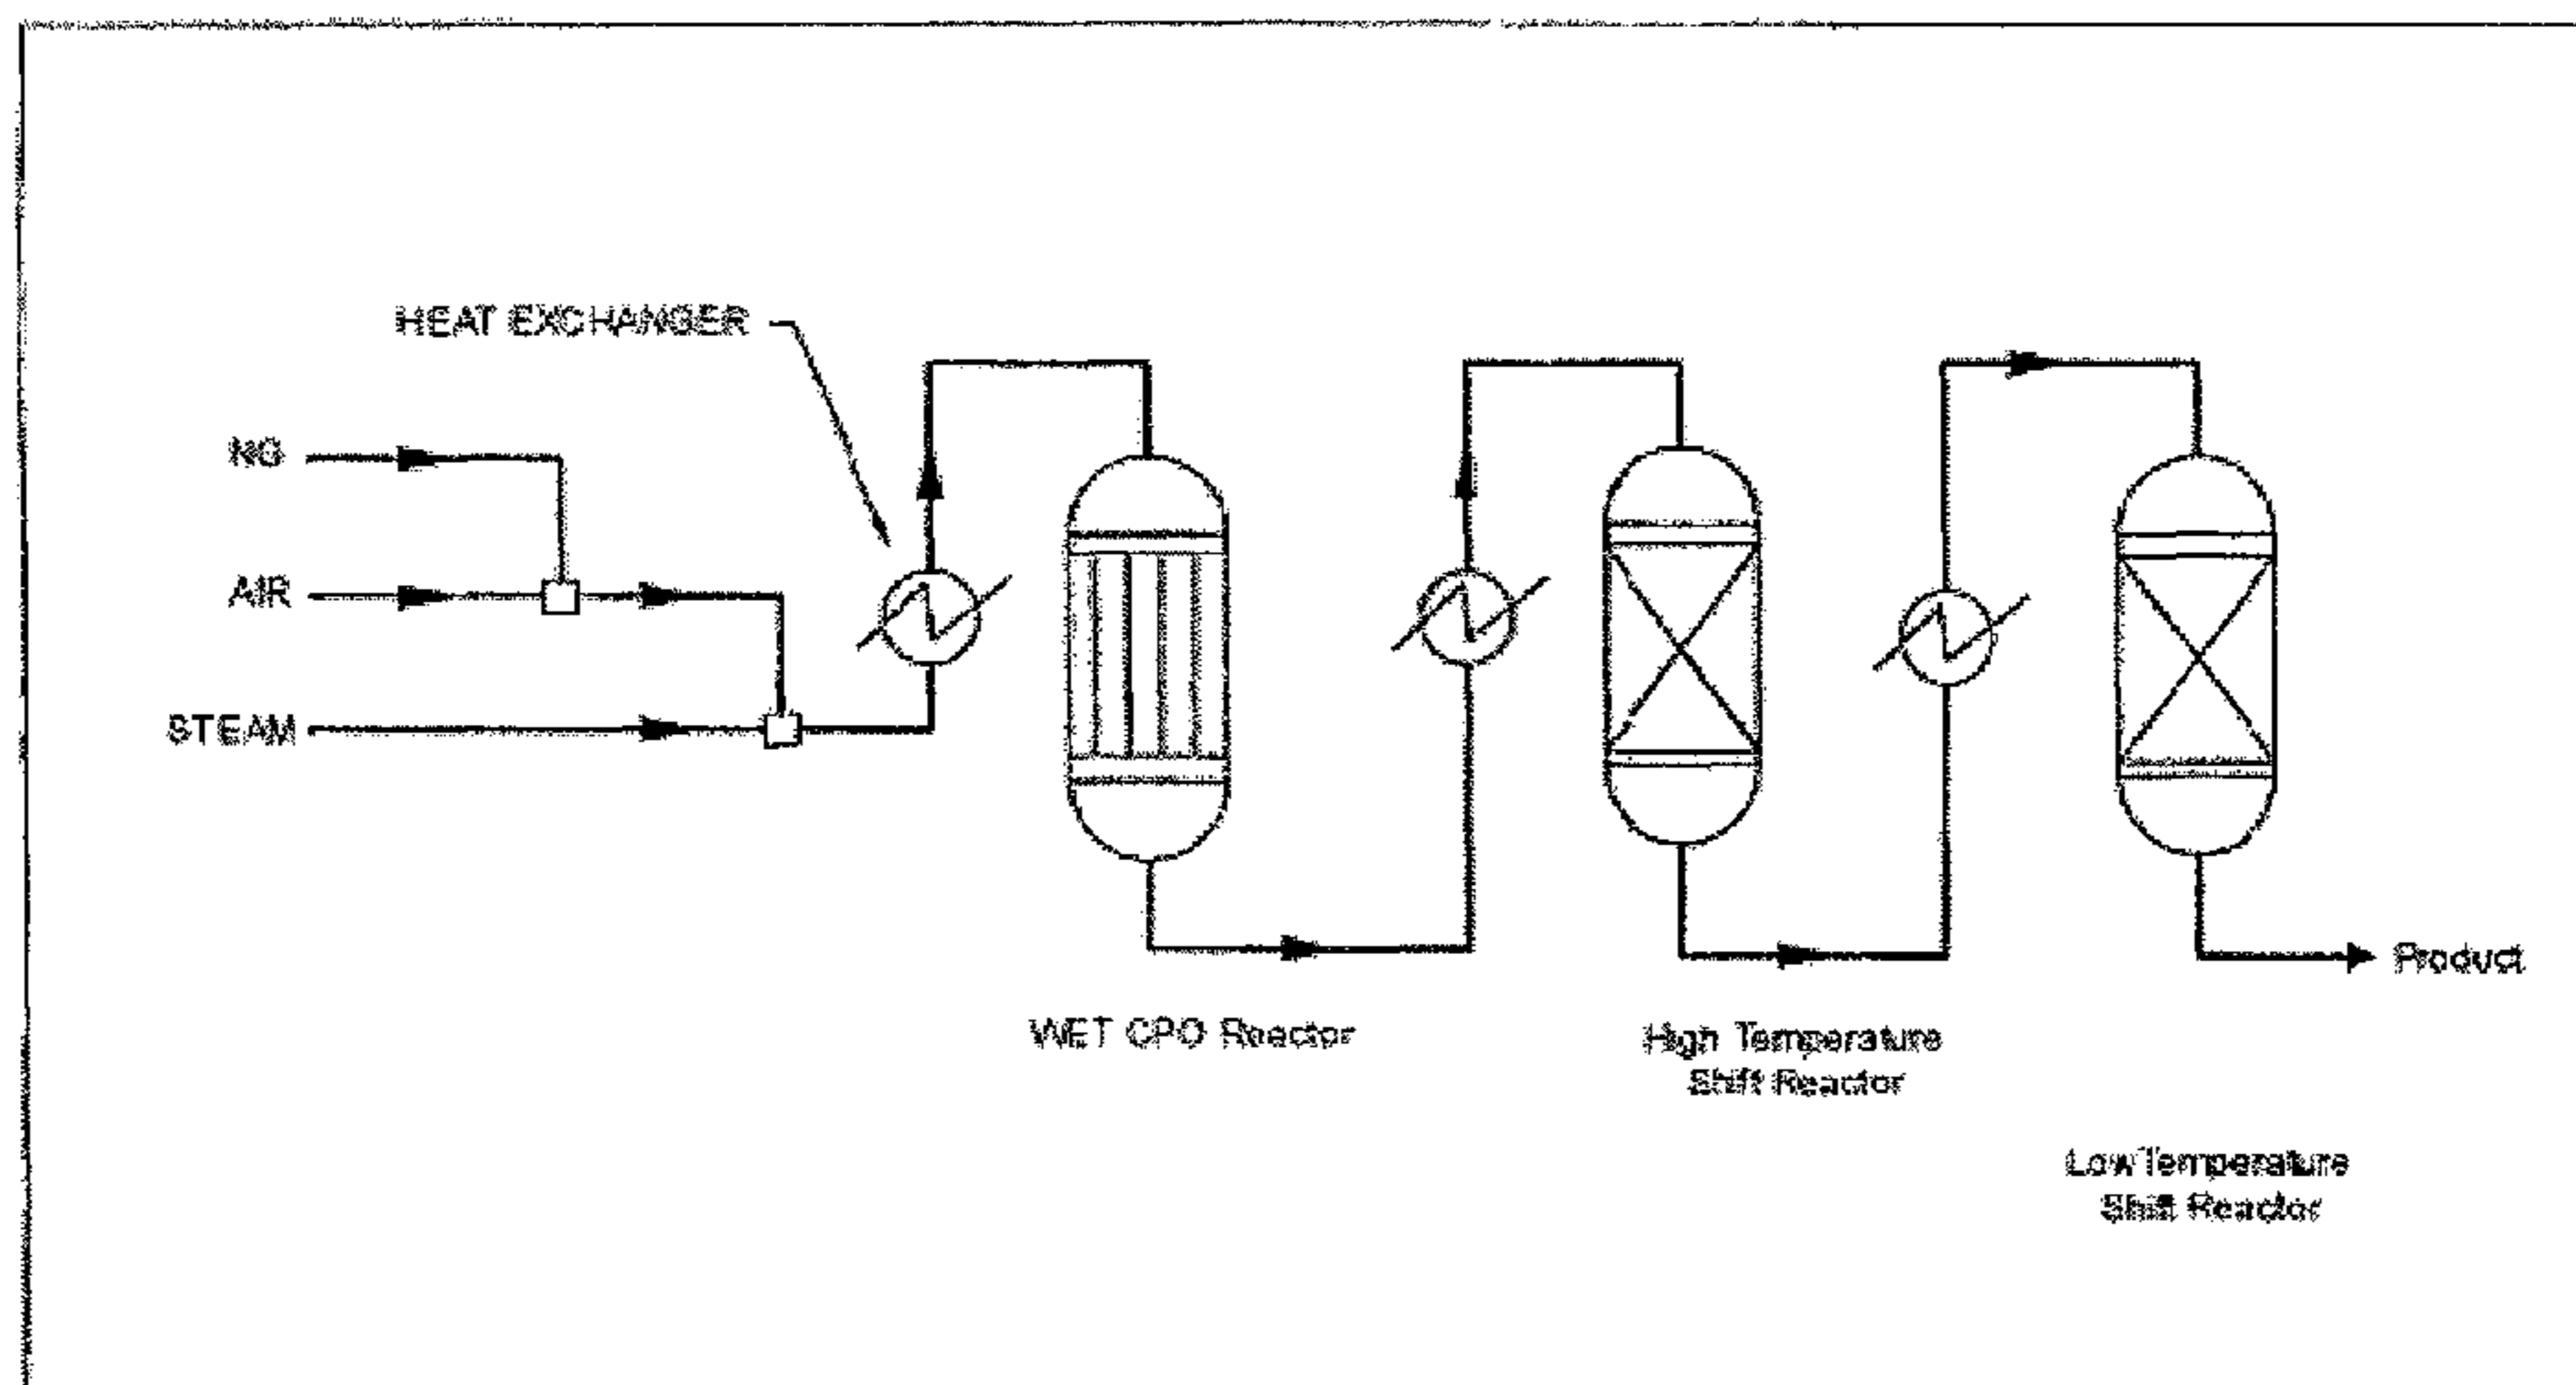 HEAT EXCHANGER
NG
AIR
STEAM
Product
WET CPO Reactor
High Temperature
Shift Reactor
Low Temperature
Shift Reactor